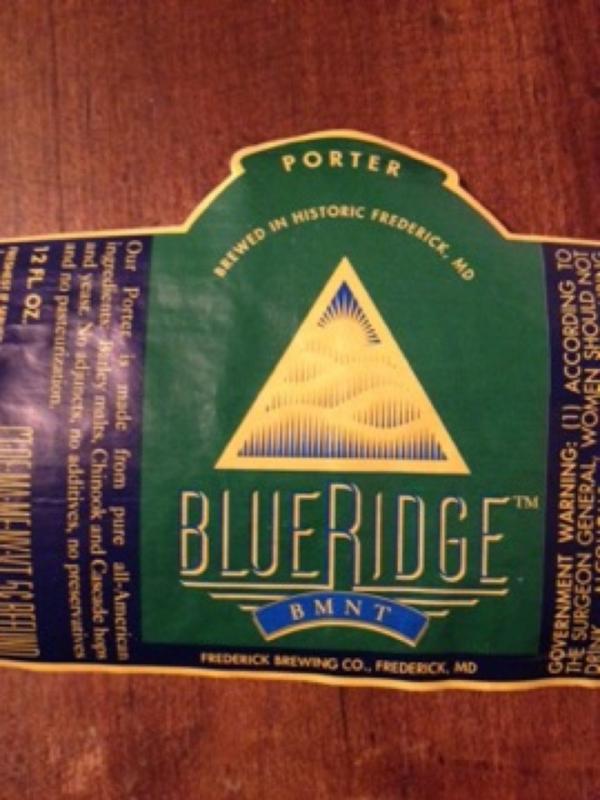 PORTER
BREWED IN HISTORIC FREDERICK, MD
BLUERIDGE™
BMNT
FREDERICK BREWING CO., FREDERICK, MD
Our Porter is made from pure all-American
ingredients: Barley malts, Chinook and Cascade hops
and yeast. No adjuncts, no additives, no preservatives
and no pasteurization.
12 FL. OZ.
GOVERNMENT WARNING: (1) ACCORDING TO
THE SURGEON GENERAL, WOMEN SHOULD NOT
DRINK